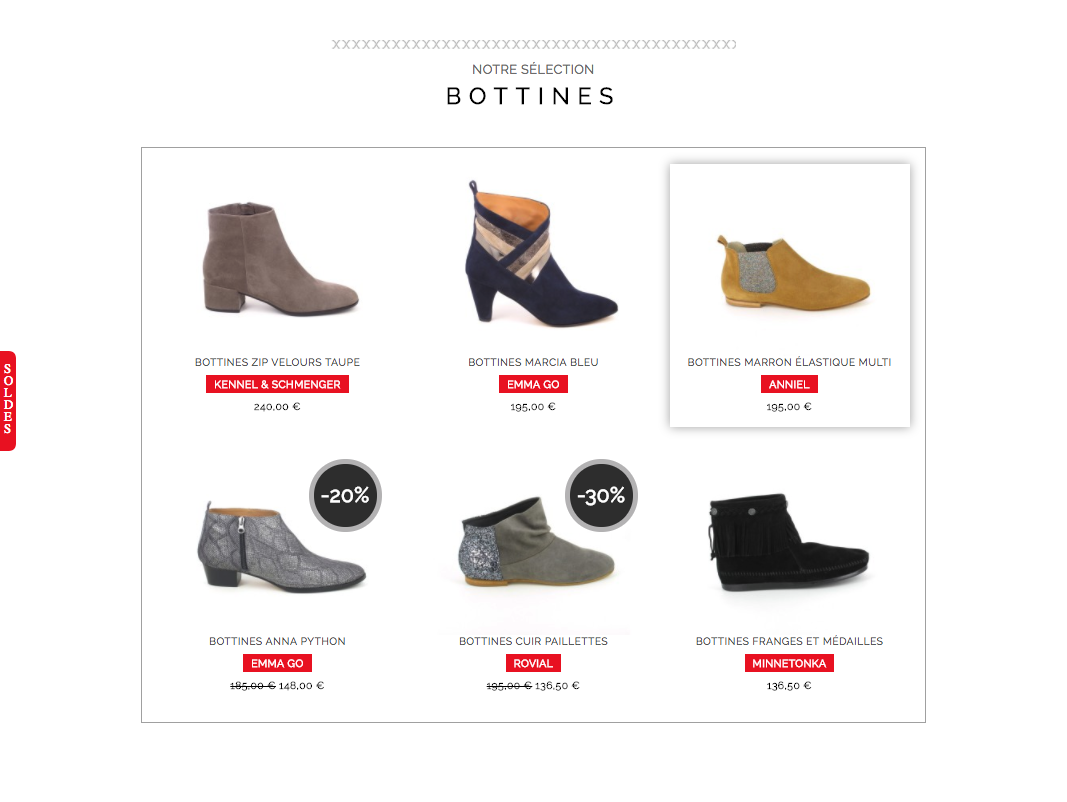 NOTRE SÉLECTION
BOTTINES
BOTTINES ZIP VELOURS TAUPE
KENNEL & SCHMENGER
240,00 €
BOTTINES MARCIA BLEU
EMMA GO
195,00 €
BOTTINES MARRON ÉLASTIQUE MULTI
ANNIEL
195,00 €
SOLDES
-20%
BOTTINES ANNA PYTHON
EMMA GO
185,00 € 148,00 €
-30%
BOTTINES CUIR PAILLETTES
ROVIAL
195,00 € 136,50 €
BOTTINES FRANGES ET MÉDAILLES
MINNETONKA
136,50 €